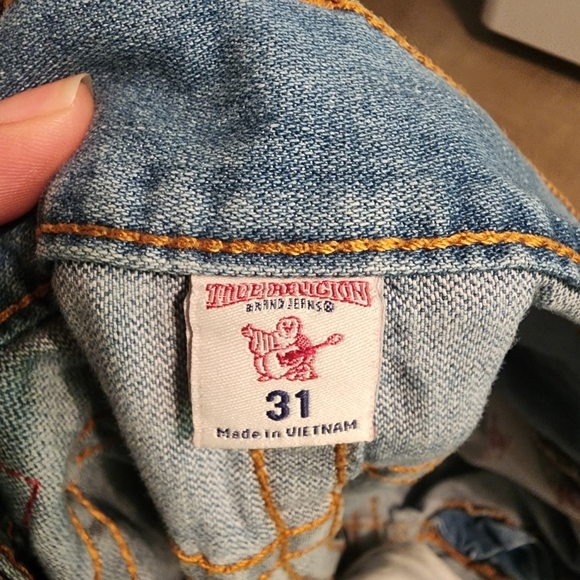 TRUE RELIGION
BRAND JEANS®
31
Made in VIETNAM